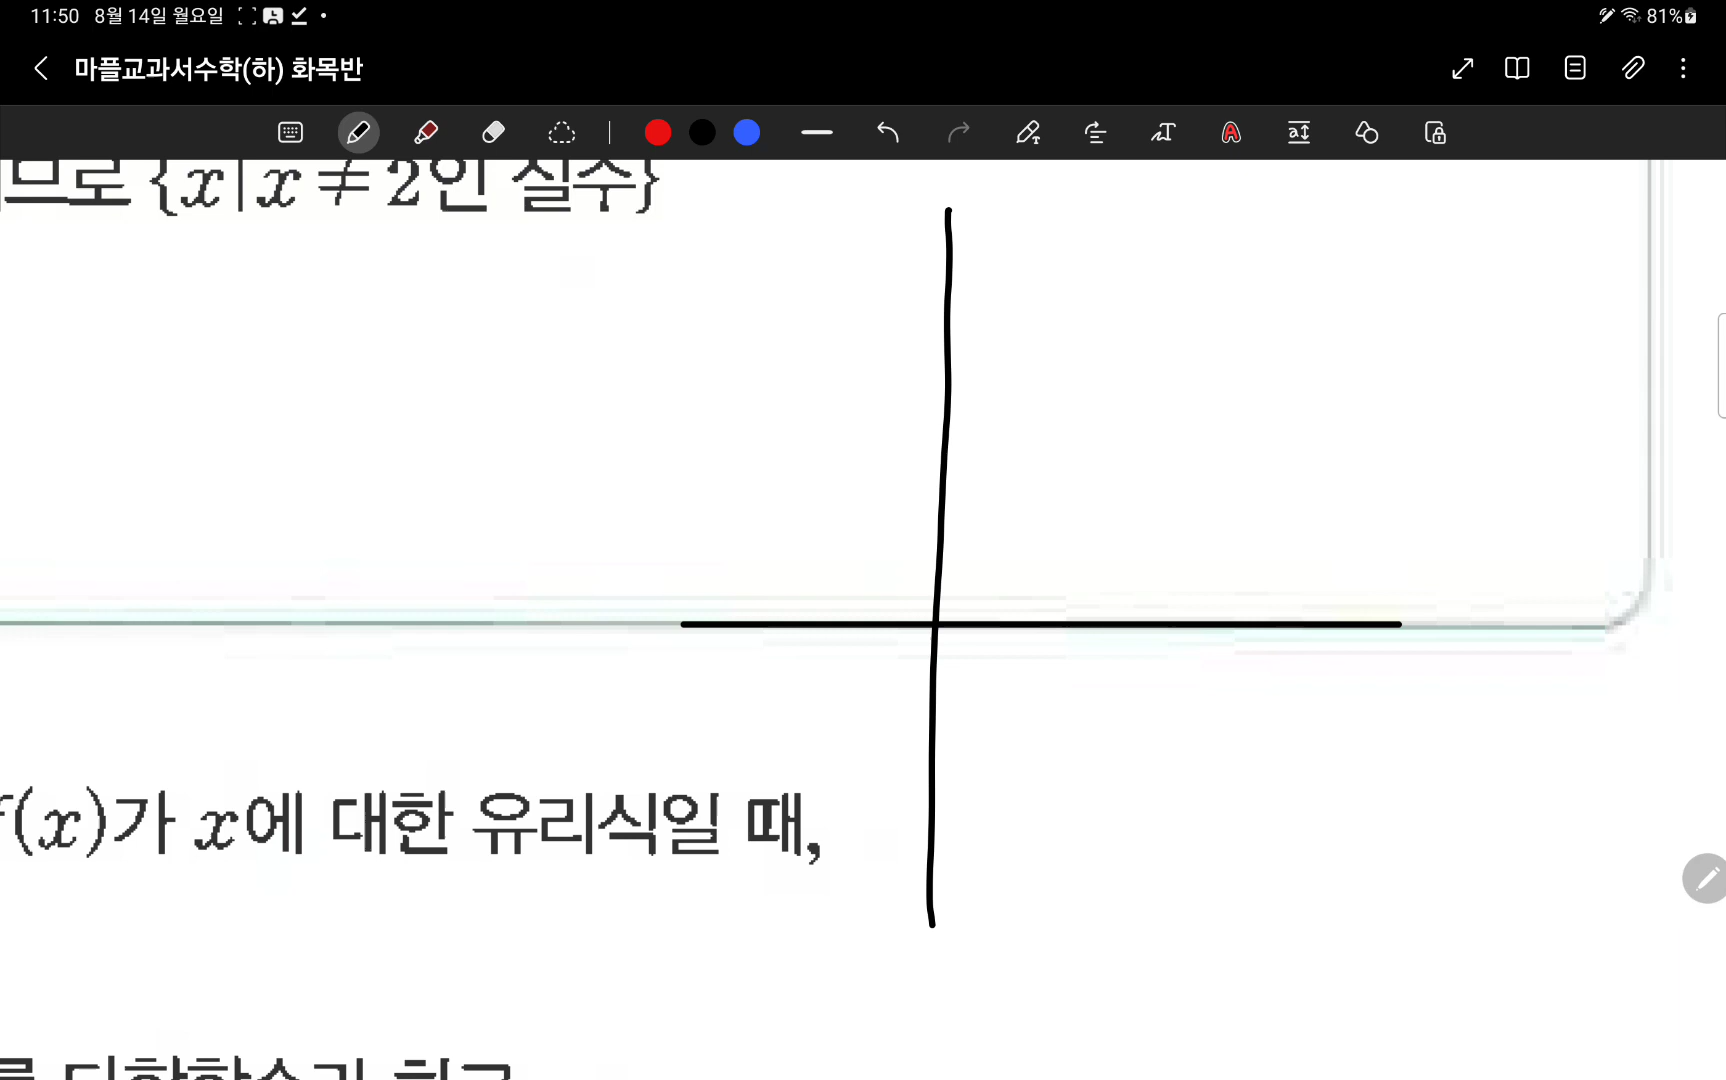 11:50 8월 14일 월요일
81%
마플교과서수학(하) 화목반
므로 {x|x≠2인 실수}
f(x)가 x에 대한 유리식일 때,